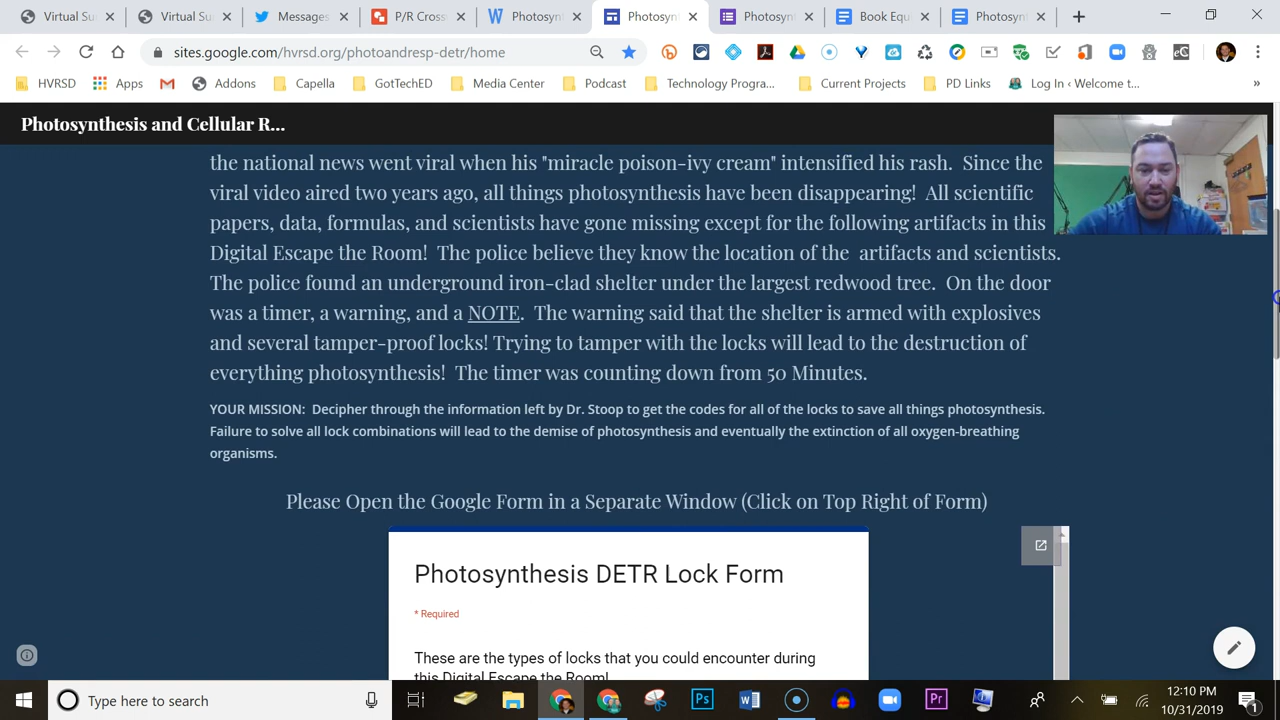 Virtual Su
Virtual Su
Messages
P/R Cross
Photosyn
Photosyn
Photosyn
Book Equ
Photosyn
sites.google.com/hvrsd.org/photoandresp-detr/home
HVRSD
Apps
Addons
Capella
GotTechED
Media Center
Podcast
Technology Progra...
Current Projects
PD Links
Log In ‹ Welcome t...
»
Photosynthesis and Cellular R...
the national news went viral when his "miracle poison-ivy cream" intensified his rash. Since the
viral video aired two years ago, all things photosynthesis have been disappearing! All scientific
papers, data, formulas, and scientists have gone missing except for the following artifacts in this
Digital Escape the Room! The police believe they know the location of the artifacts and scientists.
The police found an underground iron-clad shelter under the largest redwood tree. On the door
was a timer, a warning, and a NOTE. The warning said that the shelter is armed with explosives
and several tamper-proof locks! Trying to tamper with the locks will lead to the destruction of
everything photosynthesis! The timer was counting down from 50 Minutes.
YOUR MISSION: Decipher through the information left by Dr. Stoop to get the codes for all of the locks to save all things photosynthesis.
Failure to solve all lock combinations will lead to the demise of photosynthesis and eventually the extinction of all oxygen-breathing
organisms.
Please Open the Google Form in a Separate Window (Click on Top Right of Form)
Photosynthesis DETR Lock Form
* Required
These are the types of locks that you could encounter during
this Digital Escape the Room!
Type here to search
Ps
Pr
12:10 PM
10/31/2019
1